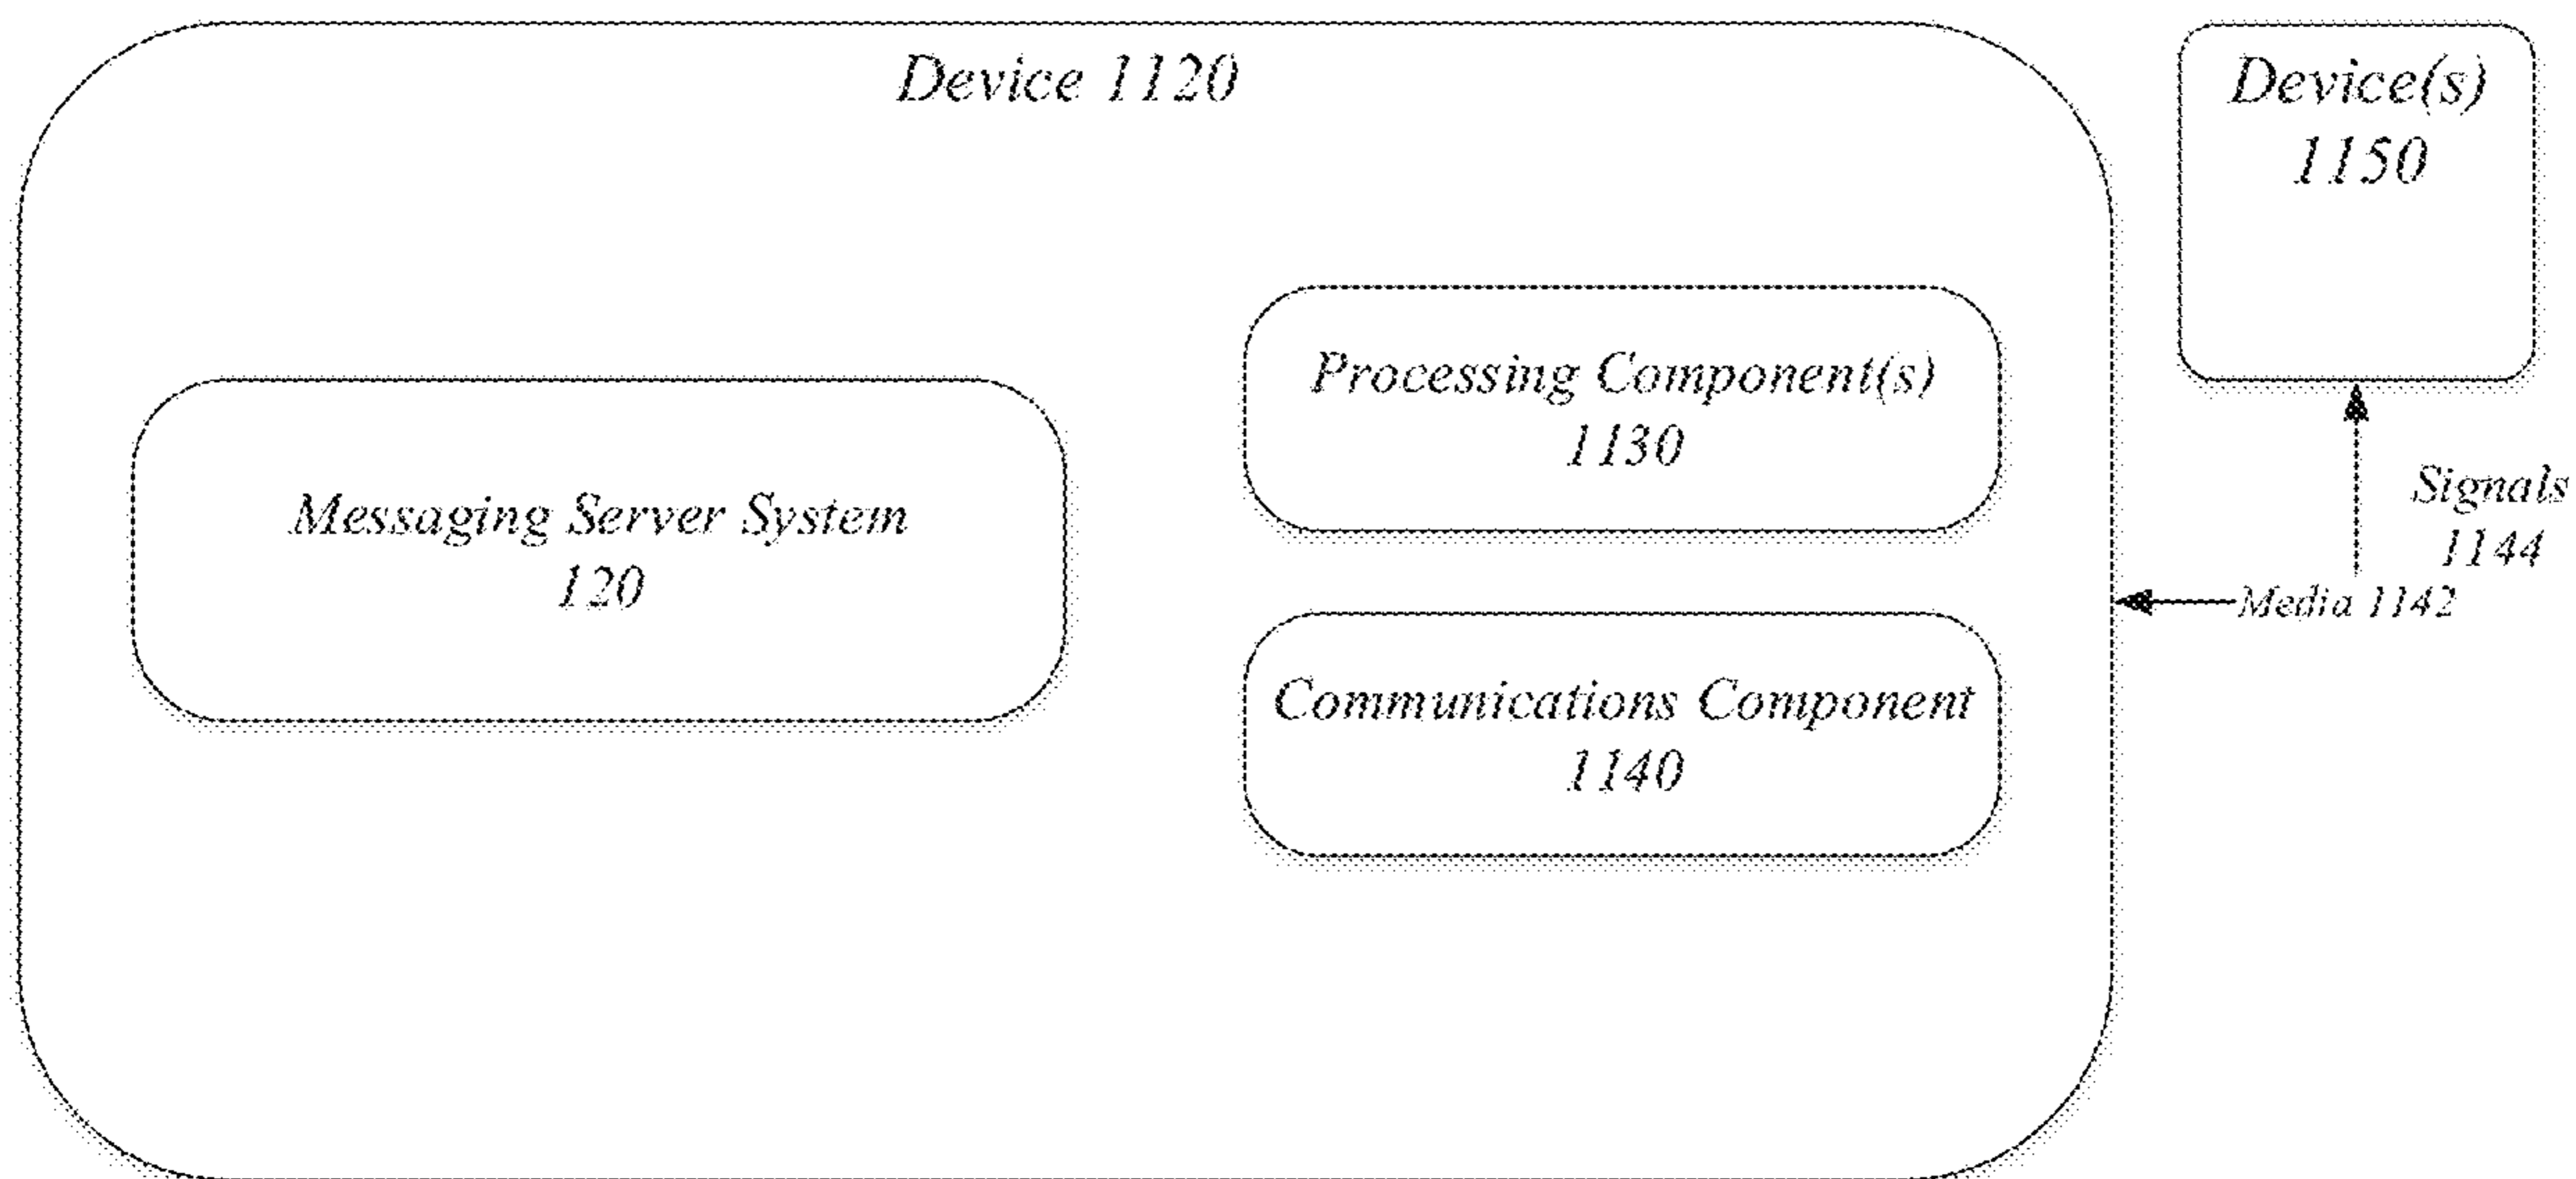 Device 1120
Device(s)
1150
Processing Component(s)
1130
Messaging Server System
120
Signals
1144
Media 1142
Communications Component
1140